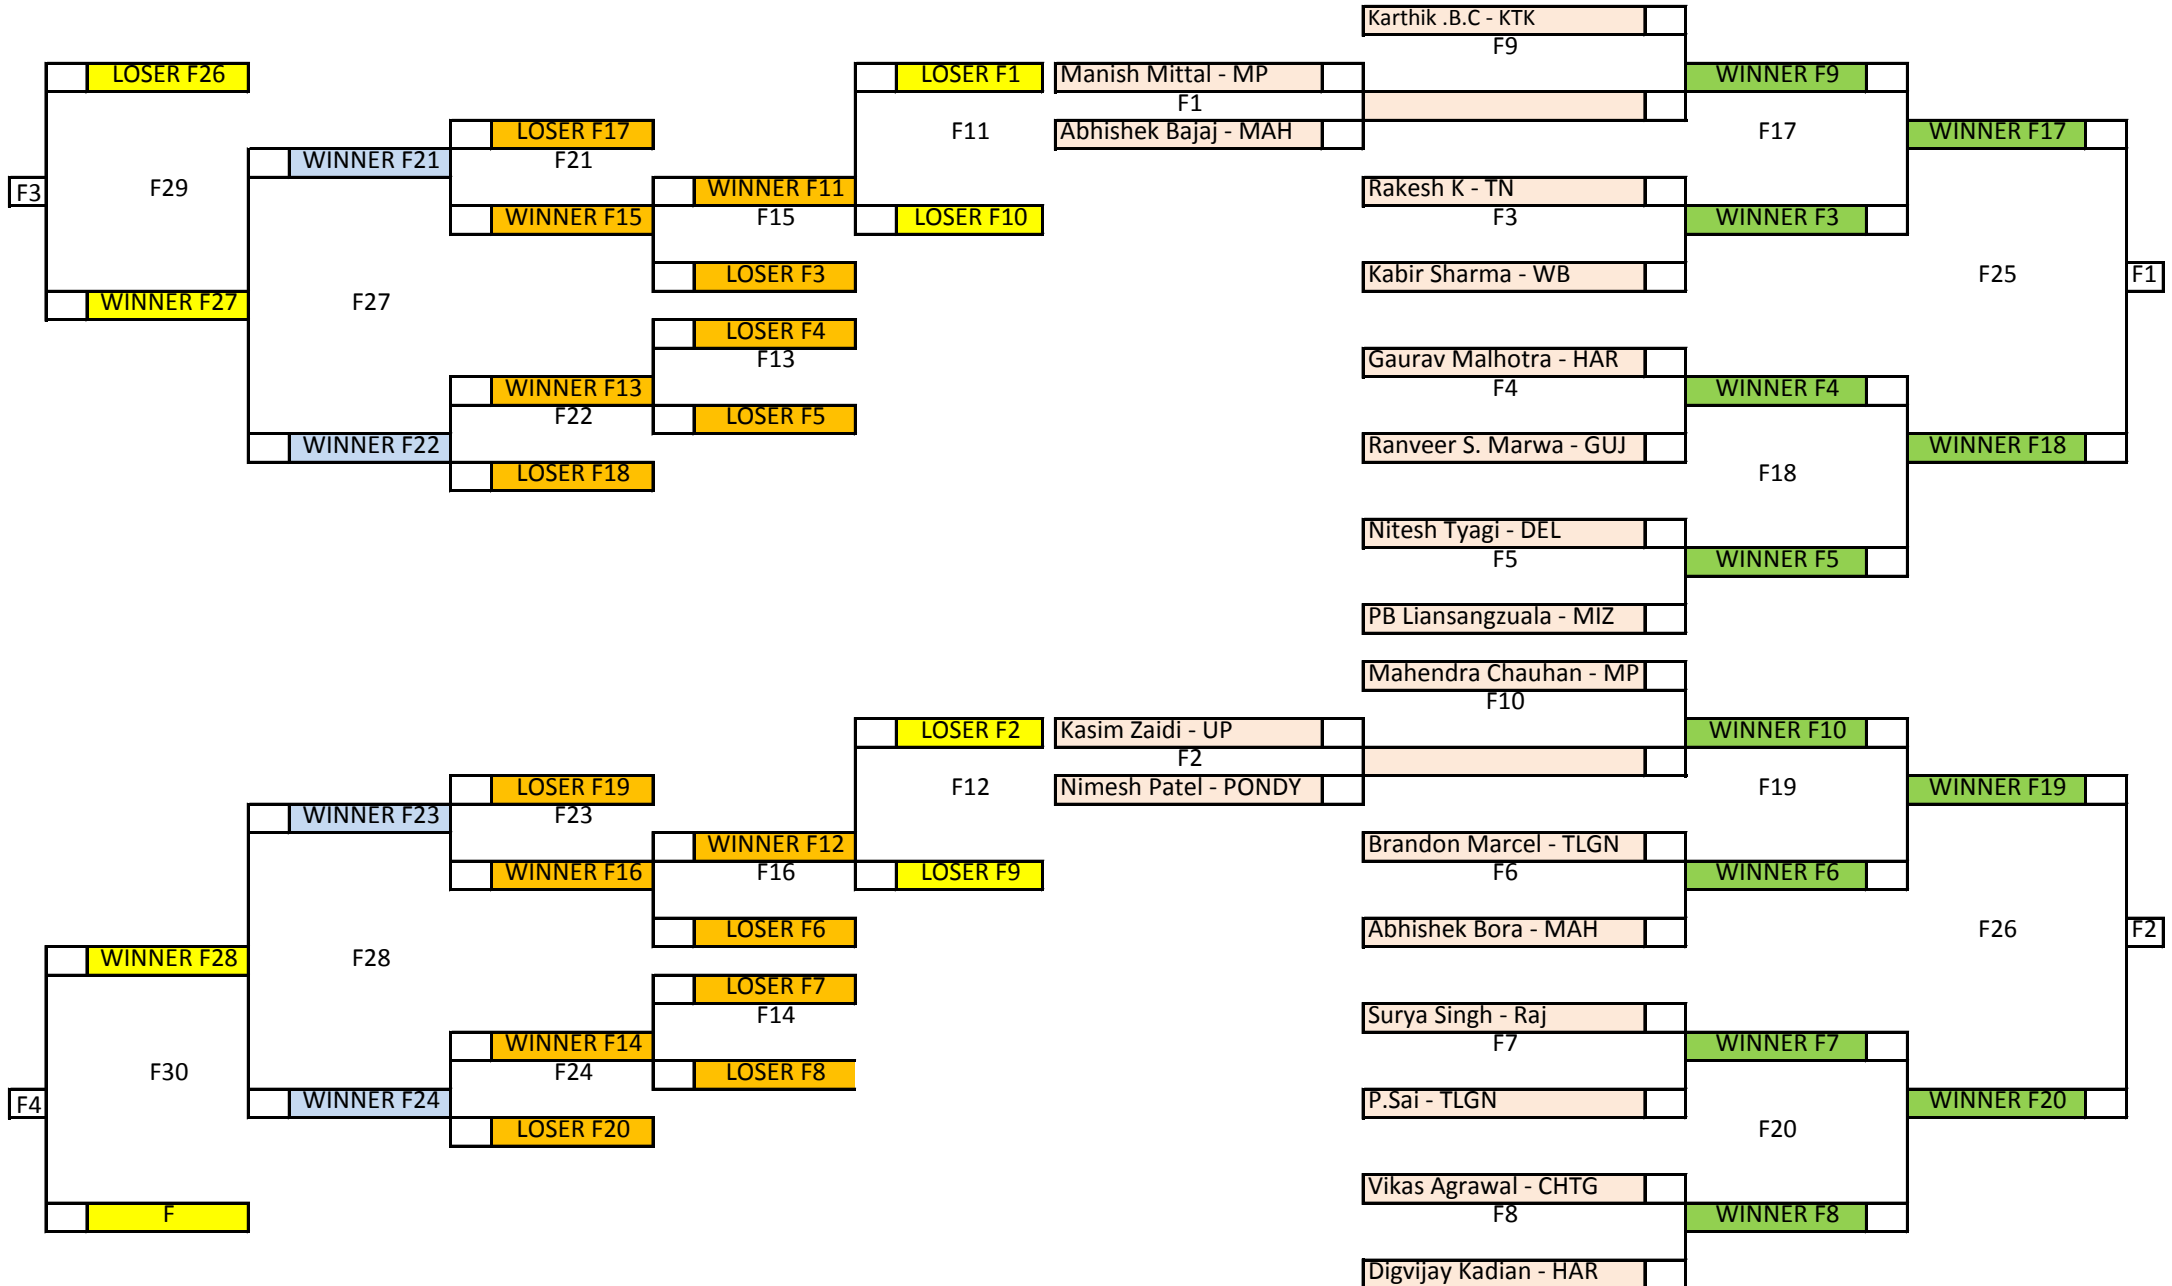 Karthik .B.C - KTK
F9
LOSER F26
LOSER F1
Manish Mittal - MP
WINNER F9
F1
LOSER F17
F11
Abhishek Bajaj - MAH
F17
WINNER F17
WINNER F21
F21
F3
F29
WINNER F11
Rakesh K - TN
WINNER F15
F15
LOSER F10
F3
WINNER F3
LOSER F3
Kabir Sharma - WB
F25
F1
WINNER F27
F27
LOSER F4
F13
Gaurav Malhotra - HAR
WINNER F13
F4
WINNER F4
F22
LOSER F5
WINNER F22
Ranveer S. Marwa - GUJ
WINNER F18
LOSER F18
F18
Nitesh Tyagi - DEL
F5
WINNER F5
PB Liansangzuala - MIZ
Mahendra Chauhan - MP
F10
LOSER F2
Kasim Zaidi - UP
WINNER F10
F2
LOSER F19
F12
Nimesh Patel - PONDY
F19
WINNER F19
WINNER F23
F23
WINNER F12
Brandon Marcel - TLGN
WINNER F16
F16
LOSER F9
F6
WINNER F6
LOSER F6
Abhishek Bora - MAH
F26
F2
WINNER F28
F28
LOSER F7
F14
Surya Singh - Raj
WINNER F14
F7
WINNER F7
F30
F24
LOSER F8
F4
WINNER F24
P.Sai - TLGN
WINNER F20
LOSER F20
F20
Vikas Agrawal - CHTG
F
F8
WINNER F8
Digvijay Kadian - HAR